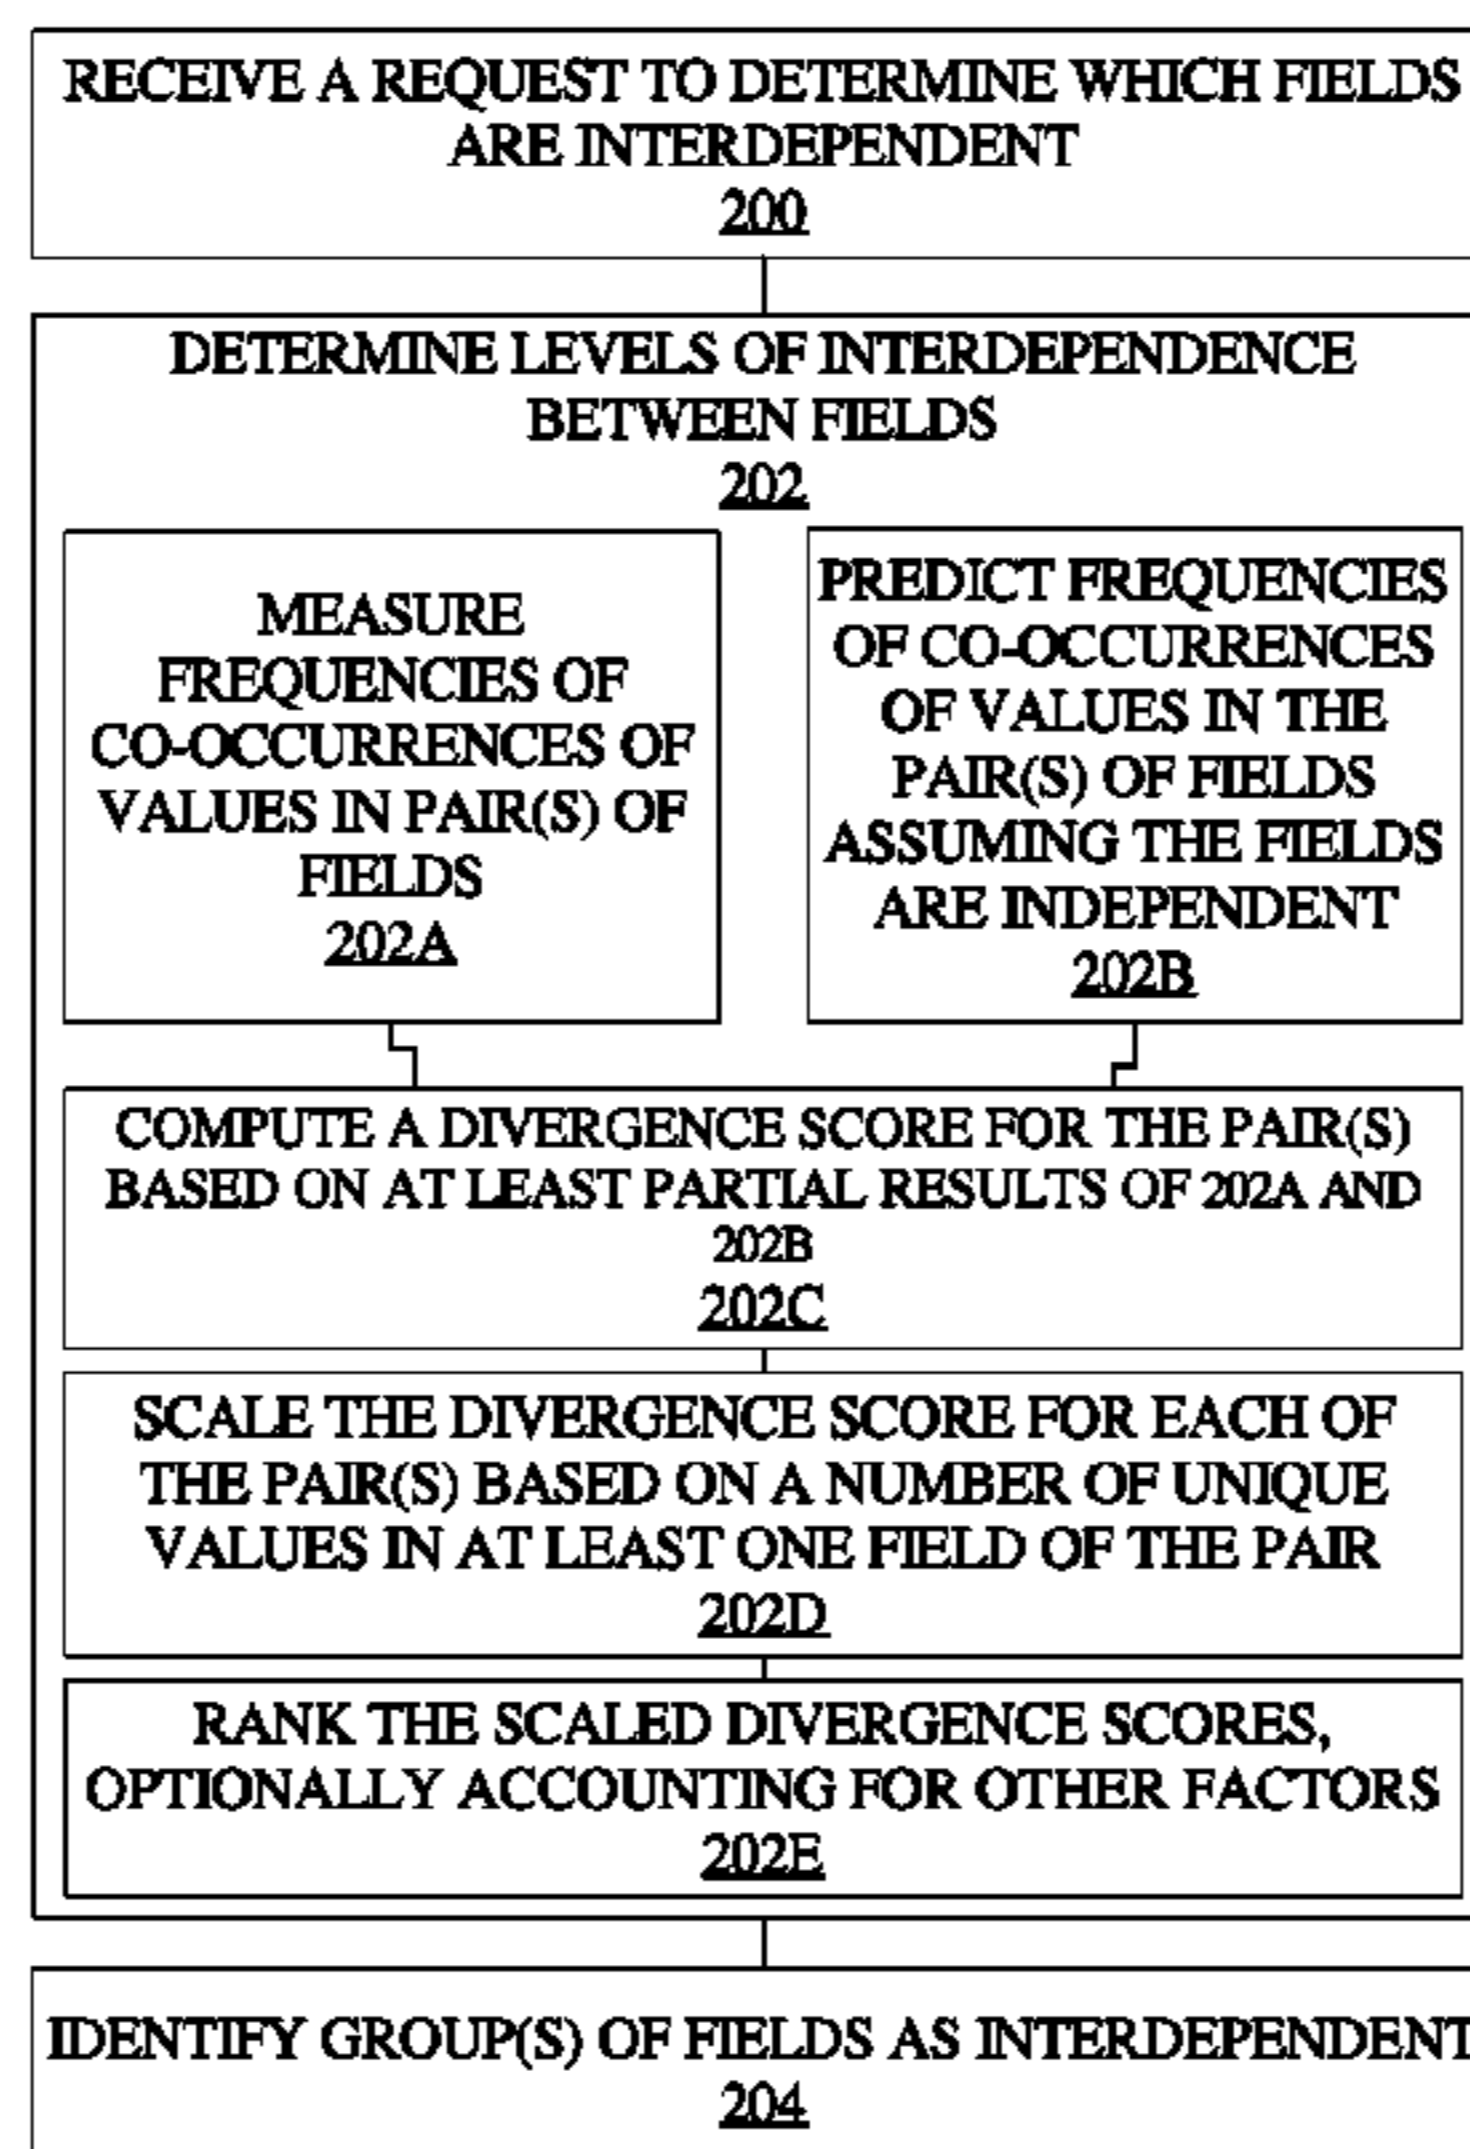 RECEIVE A REQUEST TO DETERMINE WHICH FIELDS
ARE INTERDEPENDENT
200
DETERMINE LEVELS OF INTERDEPENDENCE
BETWEEN FIELDS
202
MEASURE
FREQUENCIES OF
CO-OCCURRENCES OF
VALUES IN PAIR(S) OF
FIELDS
202A
PREDICT FREQUENCIES
OF CO-OCCURRENCES
OF VALUES IN THE
PAIR(S) OF FIELDS
ASSUMING THE FIELDS
ARE INDEPENDENT
202B
COMPUTE A DIVERGENCE SCORE FOR THE PAIR(S)
BASED ON AT LEAST PARTIAL RESULTS OF 202A AND
202B
202C
SCALE THE DIVERGENCE SCORE FOR EACH OF
THE PAIR(S) BASED ON A NUMBER OF UNIQUE
VALUES IN AT LEAST ONE FIELD OF THE PAIR
202D
RANK THE SCALED DIVERGENCE SCORES,
OPTIONALLY ACCOUNTING FOR OTHER FACTORS
202E
IDENTIFY GROUP(S) OF FIELDS AS INTERDEPENDENT
204